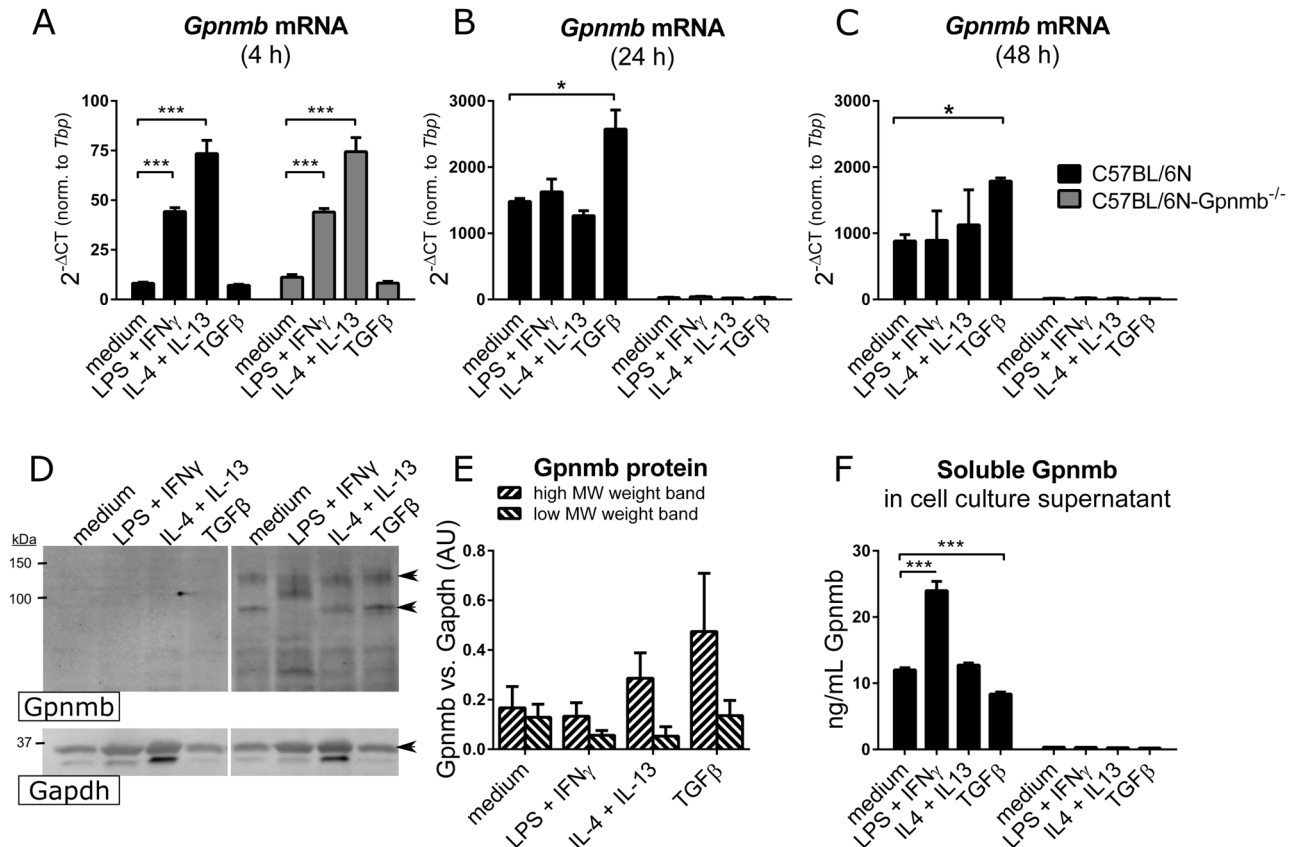 A
Gpnmb mRNA
(4 h)
2-ΔCT (norm. to Tbp)
100
75
50
25
0
***
***
***
***
medium
LPS + IFNγ
IL-4 + IL-13
TGFβ
medium
LPS + IFNγ
IL-4 + IL-13
TGFβ
B
Gpnmb mRNA
(24 h)
2-ΔCT (norm. to Tbp)
3000
2000
1000
0
*
medium
LPS + IFNγ
IL-4 + IL-13
TGFβ
medium
LPS + IFNγ
IL-4 + IL-13
TGFβ
C
Gpnmb mRNA
(48 h)
2-ΔCT (norm. to Tbp)
3000
2000
1000
0
*
medium
LPS + IFNγ
IL-4 + IL-13
TGFβ
medium
LPS + IFNγ
IL-4 + IL-13
TGFβ
C57BL/6N
C57BL/6N-Gpnmb-/-
D
medium
LPS + IFNγ
IL-4 + IL-13
TGFβ
medium
LPS + IFNγ
IL-4 + IL-13
TGFβ
kDa
150
100
Gpnmb
37
Gapdh
E
Gpnmb protein
high MW weight band
low MW weight band
Gpnmb vs. Gapdh (AU)
0.8
0.6
0.4
0.2
0.0
medium
LPS + IFNγ
IL-4 + IL-13
TGFβ
F
Soluble Gpnmb
in cell culture supernatant
ng/mL Gpnmb
30
20
10
0
***
***
medium
LPS + IFNγ
IL4 + IL13
TGFβ
medium
LPS + IFNγ
IL4 + IL13
TGFβ